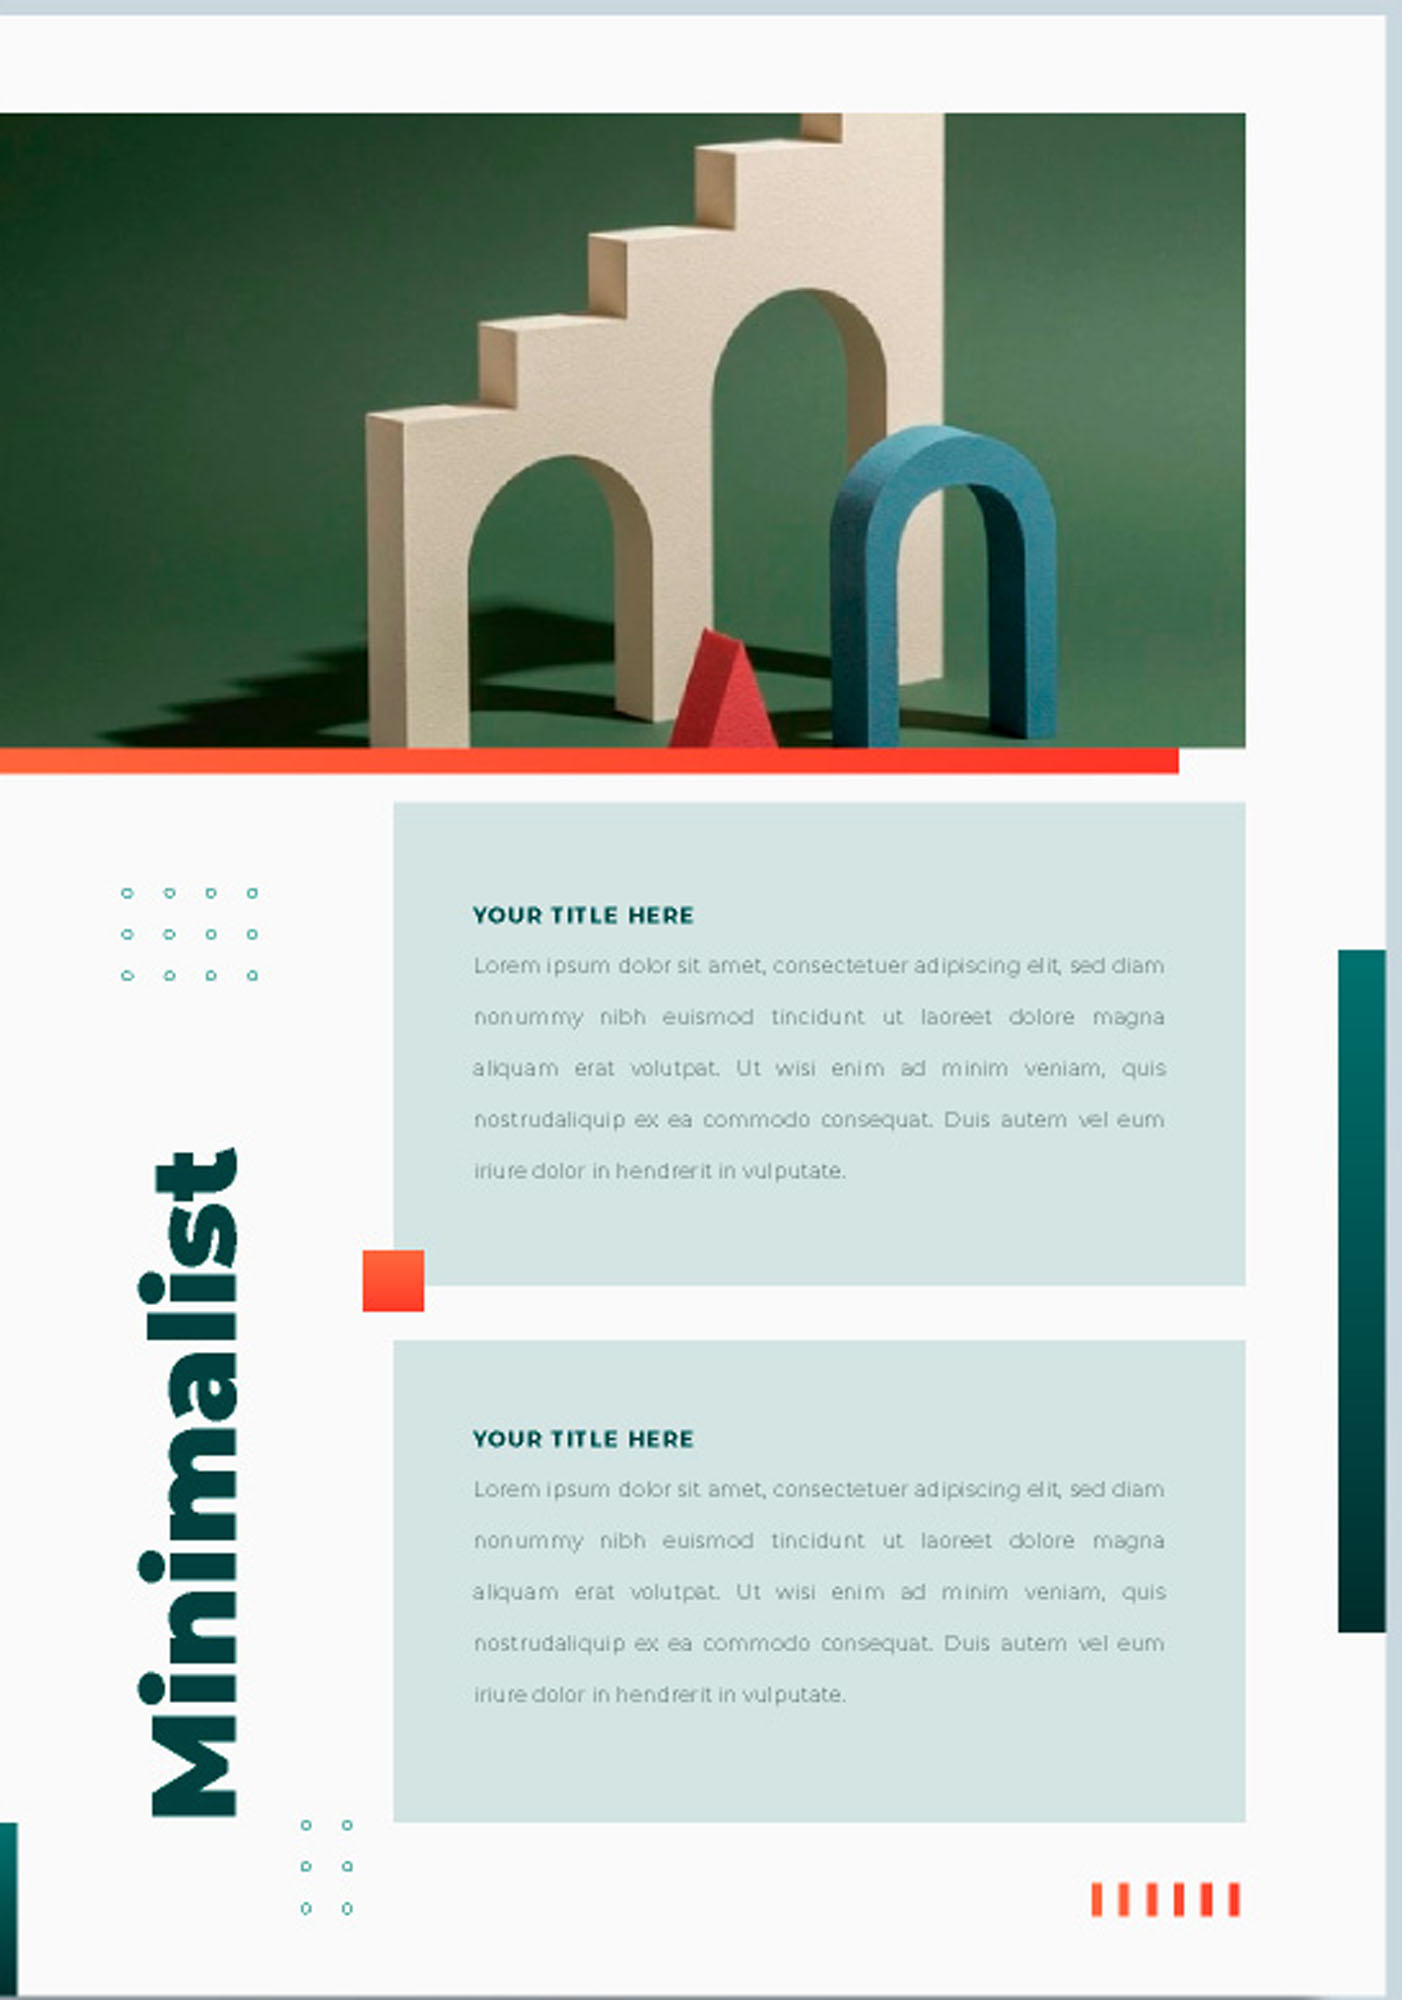 YOUR TITLE HERE
Lorem ipsum dolor sit amet, consectetuer adipiscing elit, sed diam
nonummy nibh euismod tincidunt ut laoreet dolore magna
aliquam erat volutpat. Ut wisi enim ad minim veniam, quis
nostrudaliquip ex ea commodo consequat. Duis autem vel eum
iriure dolor in hendrerit in vulputate.
Minimalist
YOUR TITLE HERE
Lorem ipsum dolor sit amet, consectetuer adipiscing elit, sed diam
nonummy nibh euismod tincidunt ut laoreet dolore magna
aliquam erat volutpat. Ut wisi enim ad minim veniam, quis
nostrudaliquip ex ea commodo consequat. Duis autem vel eum
iriure dolor in hendrerit in vulputate.